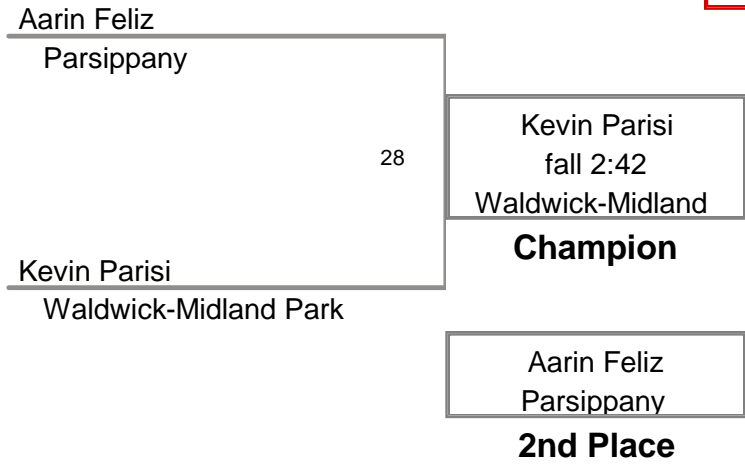 Aarin Feliz
Parsippany
Kevin Parisi
28
fall 2:42
Waldwick-Midland
Champion
Kevin Parisi
Waldwick-Midland Park
Aarin Feliz
Parsippany
2nd Place